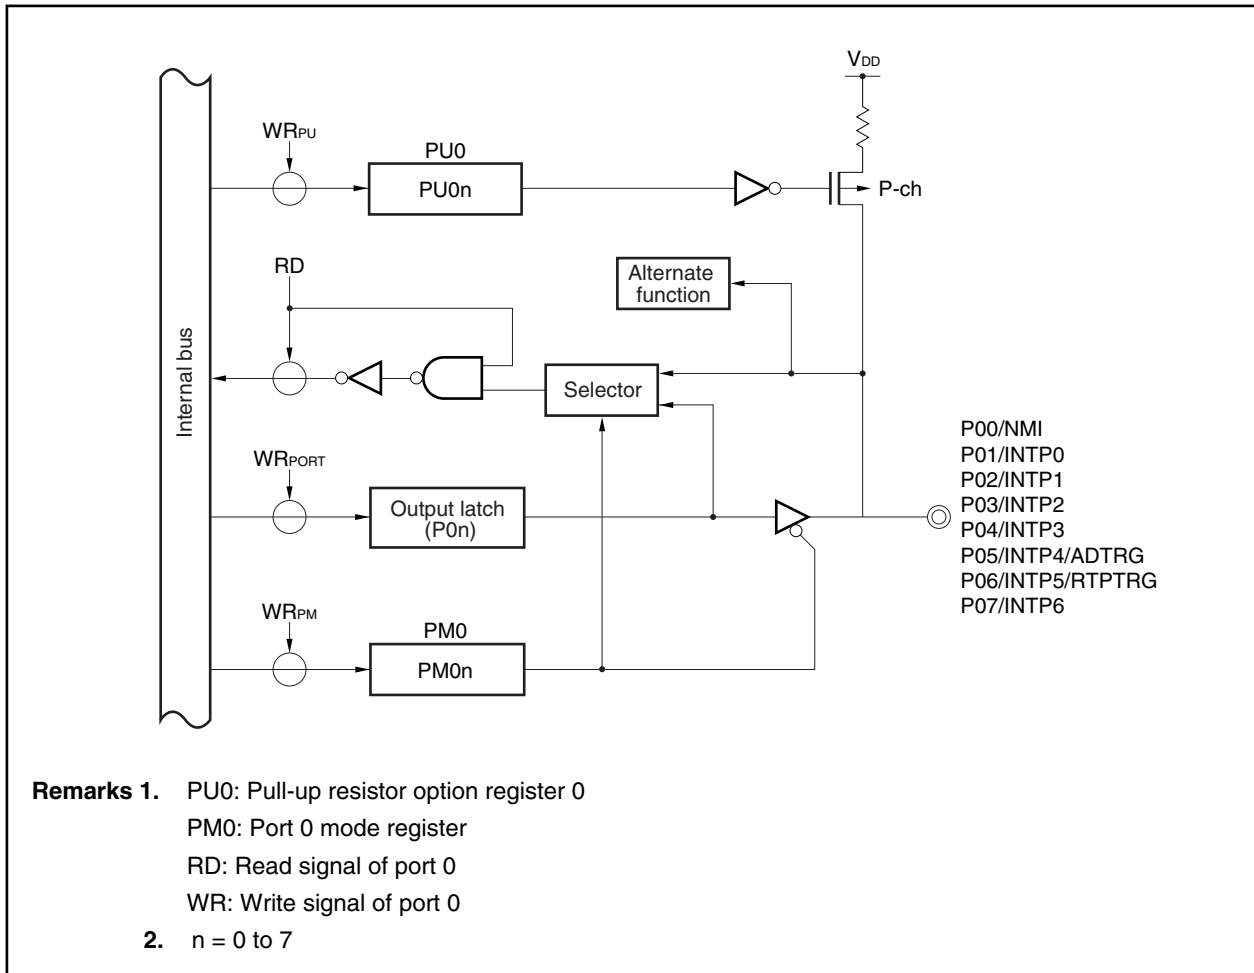 VDD
WRPU
PU0
PU0n
P-ch
RD
Alternate
function
Internal bus
Selector
WRPORT
Output latch
(P0n)
P00/NMI
P01/INTP0
P02/INTP1
P03/INTP2
P04/INTP3
P05/INTP4/ADTRG
P06/INTP5/RTPTRG
P07/INTP6
WRPM
PM0
PM0n
Remarks 1. PU0: Pull-up resistor option register 0
PM0: Port 0 mode register
RD: Read signal of port 0
WR: Write signal of port 0
2. n = 0 to 7